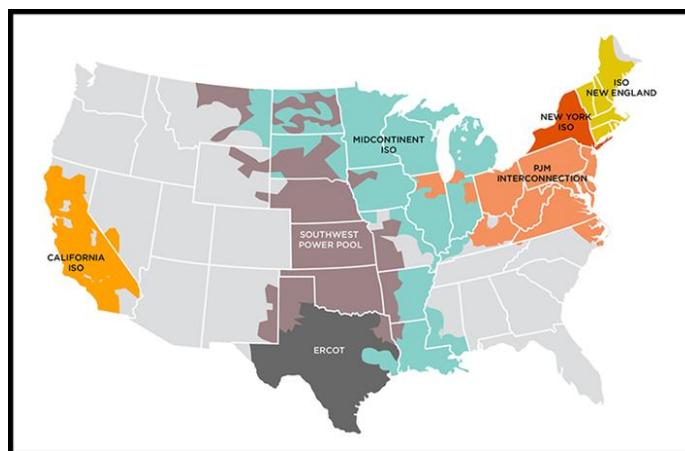 ISO
NEW ENGLAND
NEW YORK
ISO
MIDCONTINENT
ISO
PJM
INTERCONNECTION
SOUTHWEST
POWER POOL
CALIFORNIA
ISO
ERCOT